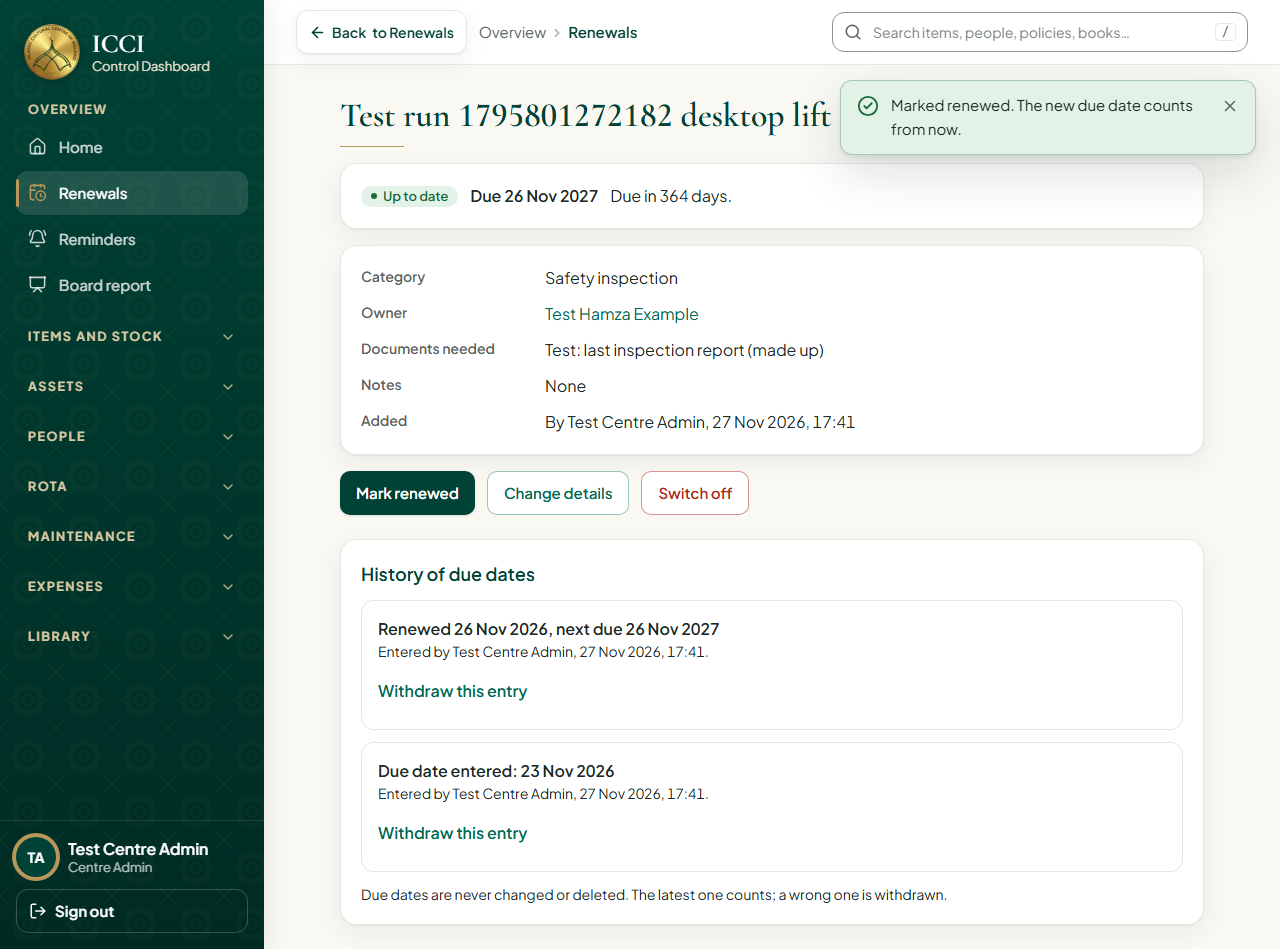 ICCI
Control Dashboard
OVERVIEW
Home
Renewals
Reminders
Board report
ITEMS AND STOCK
ASSETS
PEOPLE
ROTA
MAINTENANCE
EXPENSES
LIBRARY
TA
Test Centre Admin
Centre Admin
Sign out
Back to Renewals
Overview
Renewals
Search items, people, policies, books…
/
Marked renewed. The new due date counts
from now.
Test run 1795801272182 desktop lift
Up to date
Due 26 Nov 2027
Due in 364 days.
Category
Safety inspection
Owner
Test Hamza Example
Documents needed
Test: last inspection report (made up)
Notes
None
Added
By Test Centre Admin, 27 Nov 2026, 17:41
Mark renewed
Change details
Switch off
History of due dates
Renewed 26 Nov 2026, next due 26 Nov 2027
Entered by Test Centre Admin, 27 Nov 2026, 17:41.
Withdraw this entry
Due date entered: 23 Nov 2026
Entered by Test Centre Admin, 27 Nov 2026, 17:41.
Withdraw this entry
Due dates are never changed or deleted. The latest one counts; a wrong one is withdrawn.